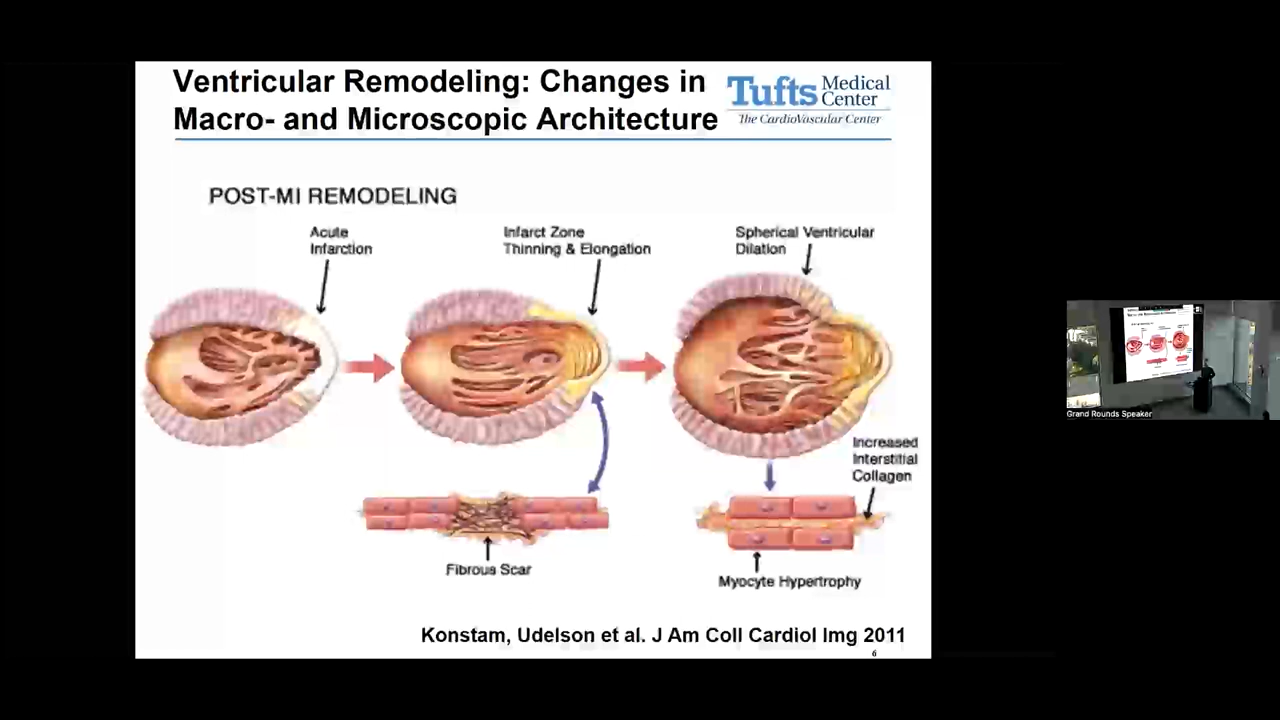 Ventricular Remodeling: Changes in
Macro- and Microscopic Architecture
Tufts Medical
Center
The CardioVascular Center
POST-MI REMODELING
Acute
Infarction
Infarct Zone
Thinning & Elongation
Spherical Ventricular
Dilation
Increased
Interstitial
Collagen
Fibrous Scar
Myocyte Hypertrophy
Konstam, Udelson et al. J Am Coll Cardiol Img 2011
6
Grand Rounds Speaker